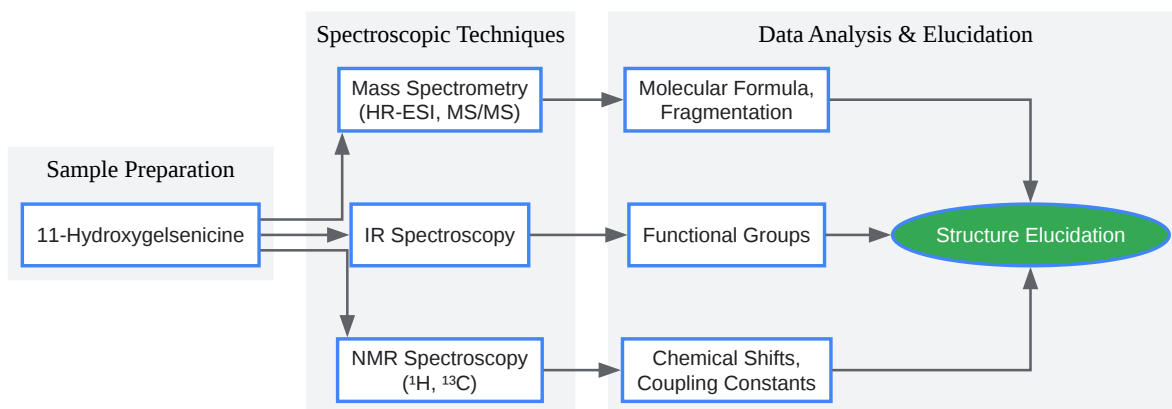 Sample Preparation
11-Hydroxygelsenicine
Spectroscopic Techniques
Mass Spectrometry
(HR-ESI, MS/MS)
IR Spectroscopy
NMR Spectroscopy
(¹H, ¹³C)
Data Analysis & Elucidation
Molecular Formula,
Fragmentation
Functional Groups
Chemical Shifts,
Coupling Constants
Structure Elucidation